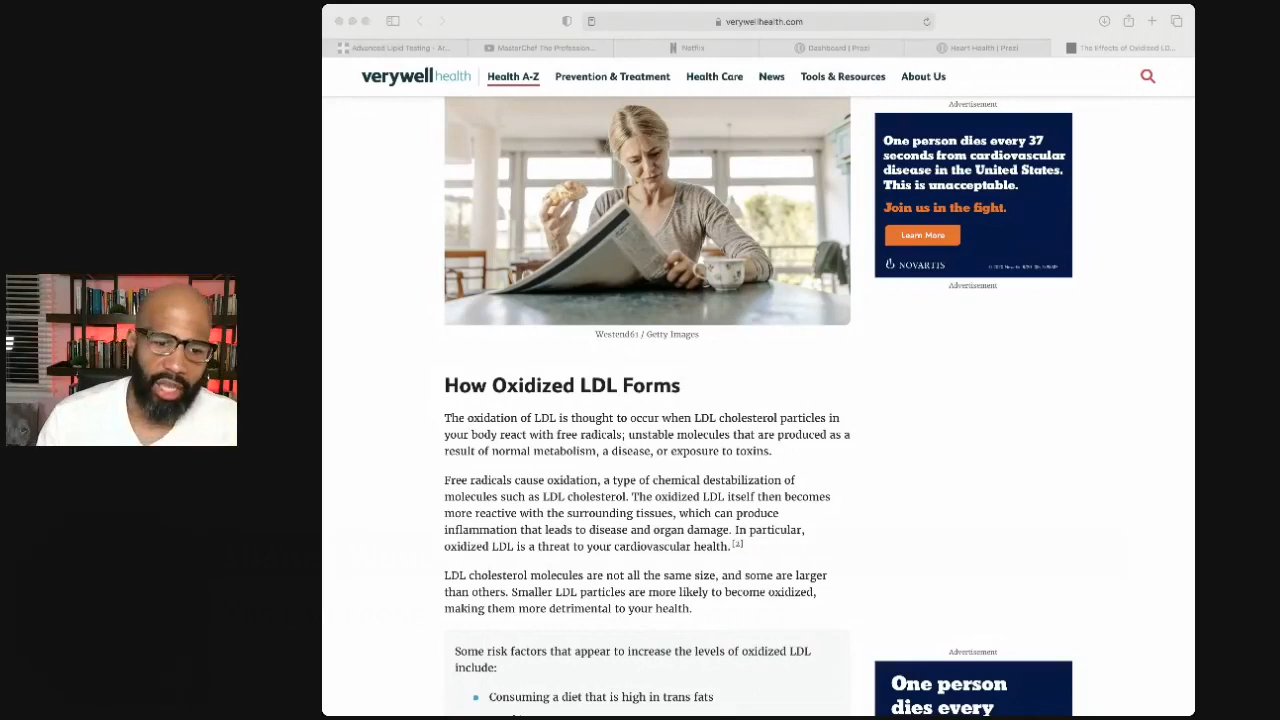 verywellhealth.com
Advanced Lipid Testing - Ar...
MasterChef The Profession...
Netflix
Dashboard | Prezi
Heart Health | Prezi
The Effects of Oxidized LD...
verywell health
Health A-Z
Prevention & Treatment
Health Care
News
Tools & Resources
About Us
Advertisement
One person dies every 37
seconds from cardiovascular
disease in the United States.
This is unacceptable.
Join us in the fight.
Learn More
NOVARTIS
Advertisement
Westend61 / Getty Images
How Oxidized LDL Forms
The oxidation of LDL is thought to occur when LDL cholesterol particles in
your body react with free radicals; unstable molecules that are produced as a
result of normal metabolism, a disease, or exposure to toxins.
Free radicals cause oxidation, a type of chemical destabilization of
molecules such as LDL cholesterol. The oxidized LDL itself then becomes
more reactive with the surrounding tissues, which can produce
inflammation that leads to disease and organ damage. In particular,
oxidized LDL is a threat to your cardiovascular health.[2]
LDL cholesterol molecules are not all the same size, and some are larger
than others. Smaller LDL particles are more likely to become oxidized,
making them more detrimental to your health.
Some risk factors that appear to increase the levels of oxidized LDL
include:
Consuming a diet that is high in trans fats
Advertisement
One person
dies every